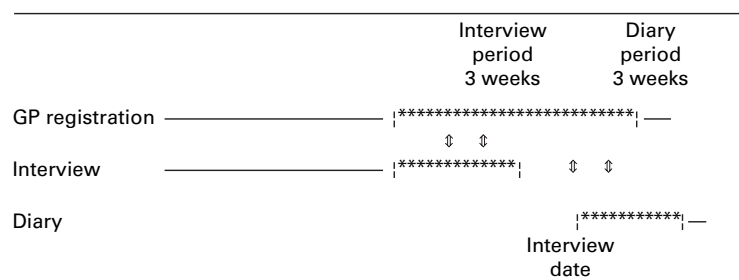 Interview Diary
period period
3 weeks 3 weeks
GP registration ¦**************************¦
⇕ ⇕
Interview ¦*************¦ ⇕ ⇕
Diary ¦***********¦
Interview
date